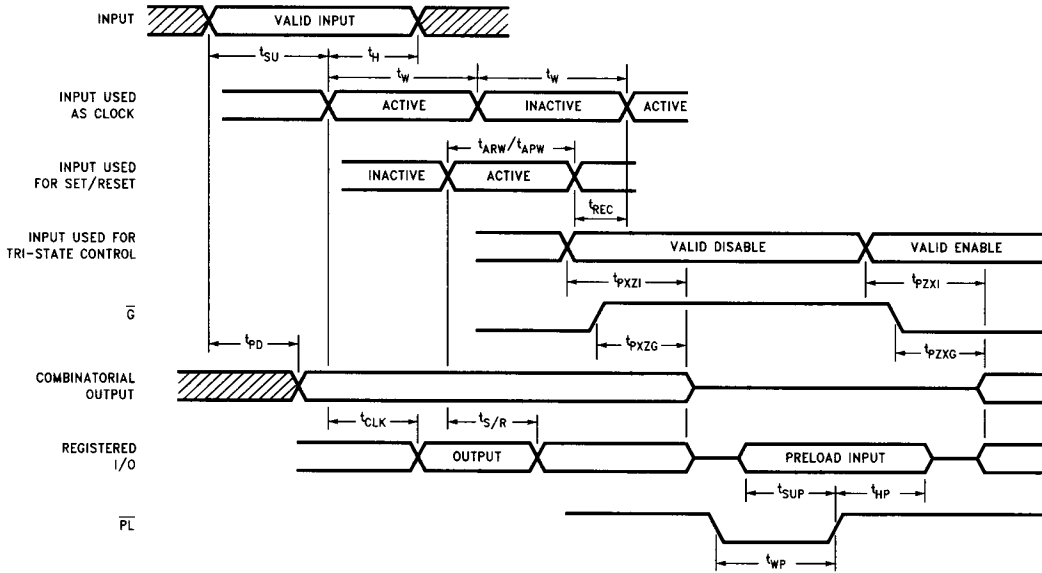 INPUT
VALID INPUT
tSU
tH
tW
tW
INPUT USED
AS CLOCK
ACTIVE
INACTIVE
ACTIVE
tARW/tAPW
INPUT USED
FOR SET/RESET
INACTIVE
ACTIVE
tREC
INPUT USED FOR
TRI-STATE CONTROL
VALID DISABLE
VALID ENABLE
tPXZI
tPZXI
G̅
tPD
tPXZG
tPZXG
COMBINATORIAL
OUTPUT
tCLK
tS/R
REGISTERED
I/O
OUTPUT
PRELOAD INPUT
tSUP
tHP
P̅L̅
tWP